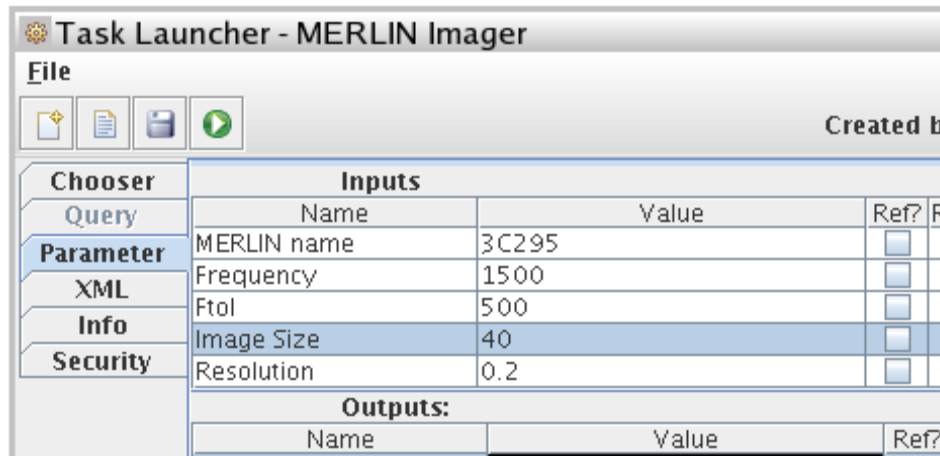 Task Launcher - MERLIN Imager
File
Created
Chooser
Query
Parameter
XML
Info
Security
Inputs
Name Value Ref?
MERLIN name 3C295
Frequency 1500
Ftol 500
Image Size 40
Resolution 0.2
Outputs:
Name Value Ref?